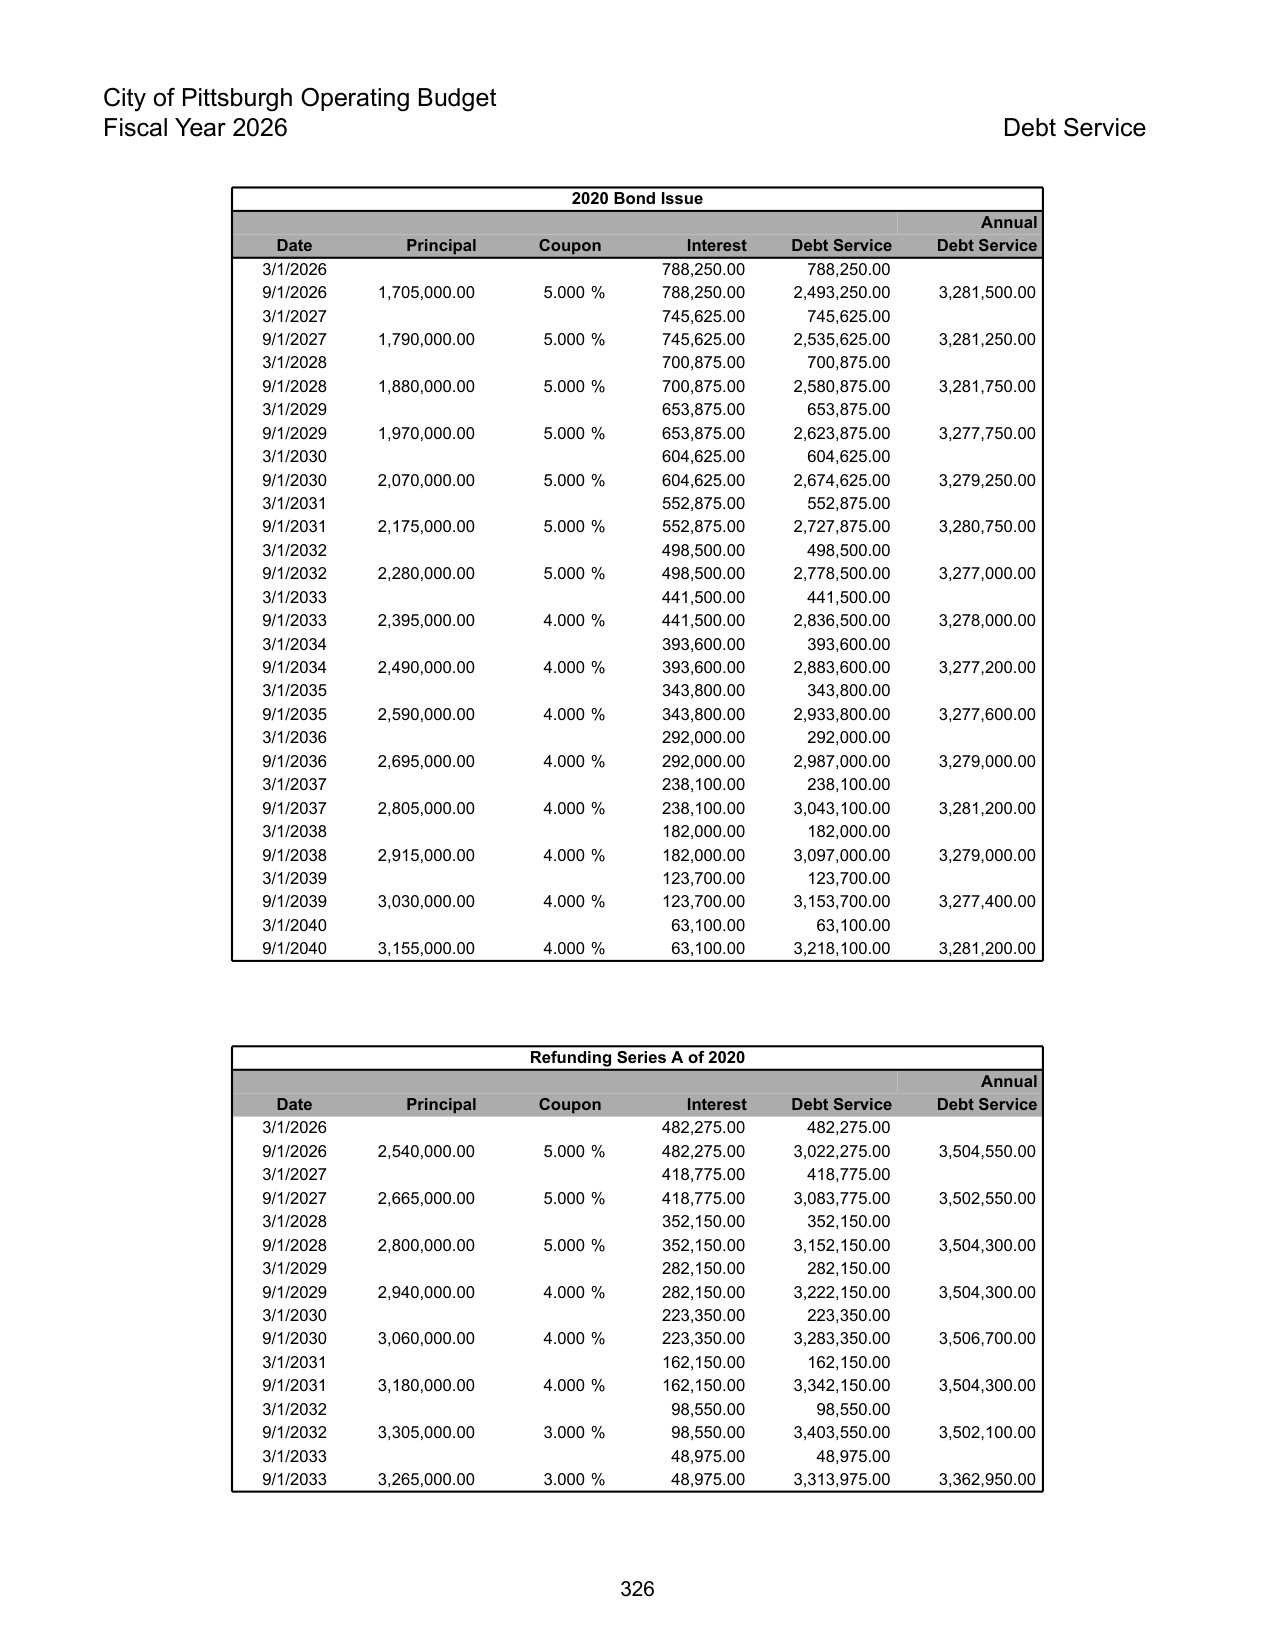 City of Pittsburgh Operating Budget
Fiscal Year 2026 Debt Service
2020 Bond Issue
Annual
Date Principal Coupon Interest Debt Service Debt Service
3/1/2026 788,250.00 788,250.00
9/1/2026 1,705,000.00 5.000 % 788,250.00 2,493,250.00 3,281,500.00
3/1/2027 745,625.00 745,625.00
9/1/2027 1,790,000.00 5.000 % 745,625.00 2,535,625.00 3,281,250.00
3/1/2028 700,875.00 700,875.00
9/1/2028 1,880,000.00 5.000 % 700,875.00 2,580,875.00 3,281,750.00
3/1/2029 653,875.00 653,875.00
9/1/2029 1,970,000.00 5.000 % 653,875.00 2,623,875.00 3,277,750.00
3/1/2030 604,625.00 604,625.00
9/1/2030 2,070,000.00 5.000 % 604,625.00 2,674,625.00 3,279,250.00
3/1/2031 552,875.00 552,875.00
9/1/2031 2,175,000.00 5.000 % 552,875.00 2,727,875.00 3,280,750.00
3/1/2032 498,500.00 498,500.00
9/1/2032 2,280,000.00 5.000 % 498,500.00 2,778,500.00 3,277,000.00
3/1/2033 441,500.00 441,500.00
9/1/2033 2,395,000.00 4.000 % 441,500.00 2,836,500.00 3,278,000.00
3/1/2034 393,600.00 393,600.00
9/1/2034 2,490,000.00 4.000 % 393,600.00 2,883,600.00 3,277,200.00
3/1/2035 343,800.00 343,800.00
9/1/2035 2,590,000.00 4.000 % 343,800.00 2,933,800.00 3,277,600.00
3/1/2036 292,000.00 292,000.00
9/1/2036 2,695,000.00 4.000 % 292,000.00 2,987,000.00 3,279,000.00
3/1/2037 238,100.00 238,100.00
9/1/2037 2,805,000.00 4.000 % 238,100.00 3,043,100.00 3,281,200.00
3/1/2038 182,000.00 182,000.00
9/1/2038 2,915,000.00 4.000 % 182,000.00 3,097,000.00 3,279,000.00
3/1/2039 123,700.00 123,700.00
9/1/2039 3,030,000.00 4.000 % 123,700.00 3,153,700.00 3,277,400.00
3/1/2040 63,100.00 63,100.00
9/1/2040 3,155,000.00 4.000 % 63,100.00 3,218,100.00 3,281,200.00
Refunding Series A of 2020
Annual
Date Principal Coupon Interest Debt Service Debt Service
3/1/2026 482,275.00 482,275.00
9/1/2026 2,540,000.00 5.000 % 482,275.00 3,022,275.00 3,504,550.00
3/1/2027 418,775.00 418,775.00
9/1/2027 2,665,000.00 5.000 % 418,775.00 3,083,775.00 3,502,550.00
3/1/2028 352,150.00 352,150.00
9/1/2028 2,800,000.00 5.000 % 352,150.00 3,152,150.00 3,504,300.00
3/1/2029 282,150.00 282,150.00
9/1/2029 2,940,000.00 4.000 % 282,150.00 3,222,150.00 3,504,300.00
3/1/2030 223,350.00 223,350.00
9/1/2030 3,060,000.00 4.000 % 223,350.00 3,283,350.00 3,506,700.00
3/1/2031 162,150.00 162,150.00
9/1/2031 3,180,000.00 4.000 % 162,150.00 3,342,150.00 3,504,300.00
3/1/2032 98,550.00 98,550.00
9/1/2032 3,305,000.00 3.000 % 98,550.00 3,403,550.00 3,502,100.00
3/1/2033 48,975.00 48,975.00
9/1/2033 3,265,000.00 3.000 % 48,975.00 3,313,975.00 3,362,950.00
326